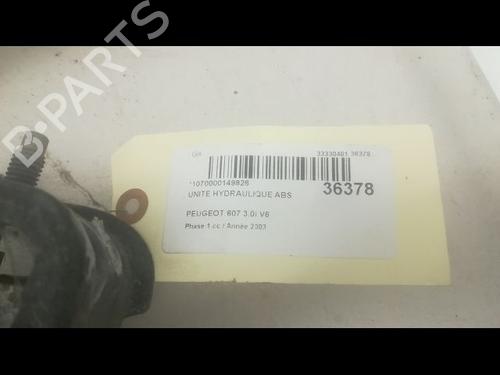 33330401 36378
*1070000149826
36378
UNITE HYDRAULIQUE ABS
PEUGEOT 607 3.0i V6
Phase 1 cc / Année 2003
B-PARTS